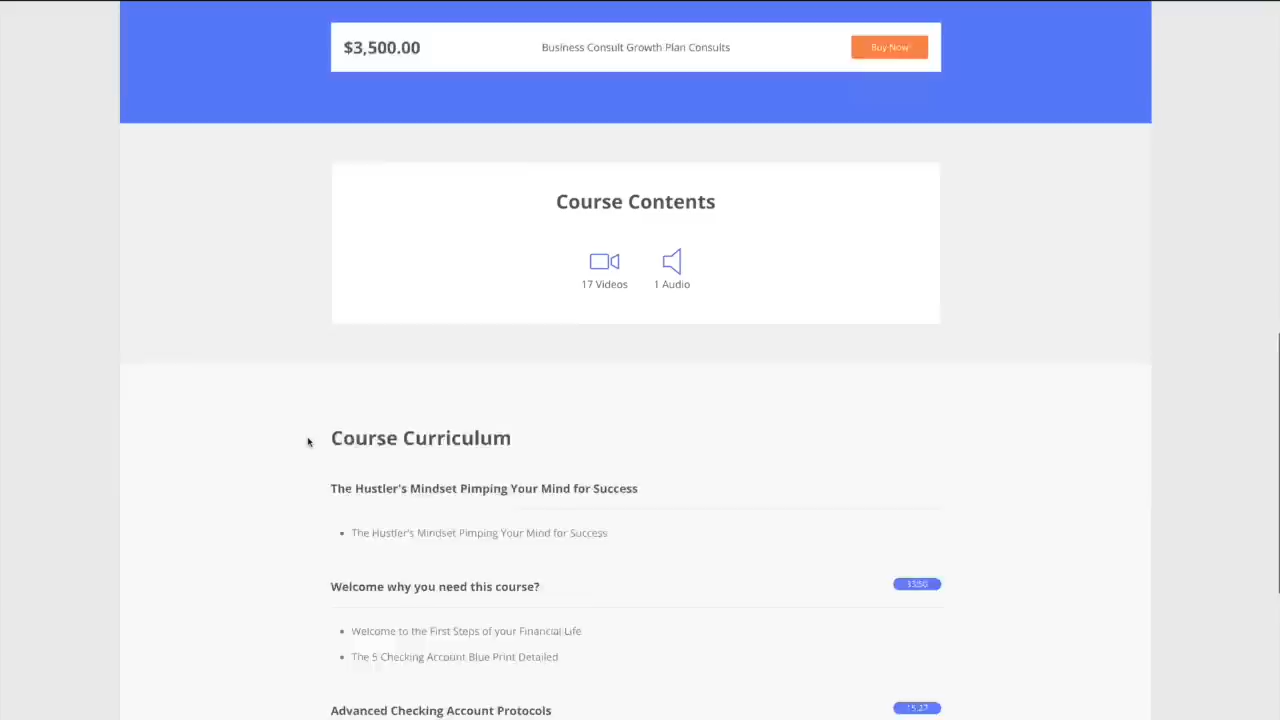 $3,500.00 Business Consult Growth Plan Consults Buy Now!
Course Contents
17 Videos 1 Audio
Course Curriculum
The Hustler's Mindset Pimping Your Mind for Success
The Hustler's Mindset Pimping Your Mind for Success
Welcome why you need this course?
Welcome to the First Steps of your Financial Life
The 5 Checking Account Blue Print Detailed
Advanced Checking Account Protocols